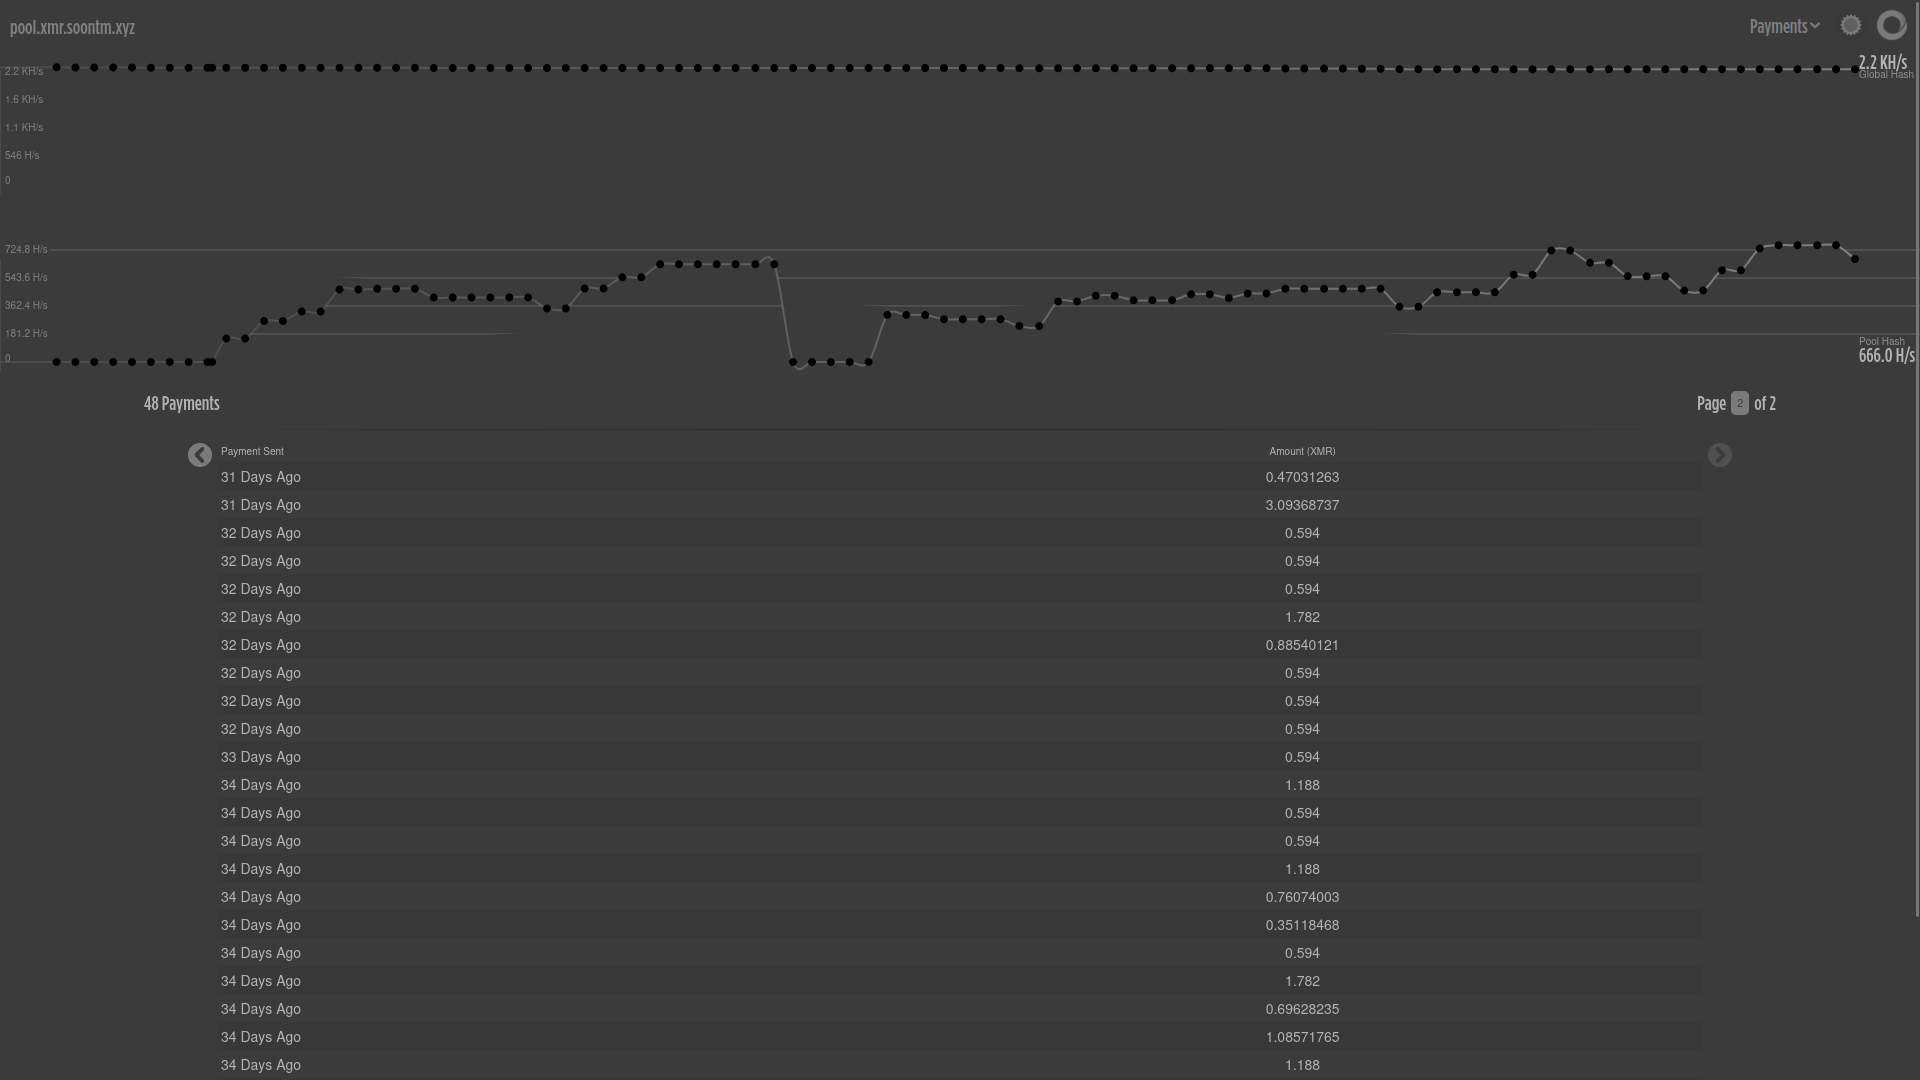 pool.xmr.soontm.xyz
Payments
2.2 KH/s
Global Hash
2.2 KH/s
1.6 KH/s
1.1 KH/s
546 H/s
0
724.8 H/s
543.6 H/s
362.4 H/s
181.2 H/s
0
Pool Hash
666.0 H/s
48 Payments
Page 2 of 2
Payment Sent Amount (XMR)
31 Days Ago 0.47031263
31 Days Ago 3.09368737
32 Days Ago 0.594
32 Days Ago 0.594
32 Days Ago 0.594
32 Days Ago 1.782
32 Days Ago 0.88540121
32 Days Ago 0.594
32 Days Ago 0.594
32 Days Ago 0.594
33 Days Ago 0.594
34 Days Ago 1.188
34 Days Ago 0.594
34 Days Ago 0.594
34 Days Ago 1.188
34 Days Ago 0.76074003
34 Days Ago 0.35118468
34 Days Ago 0.594
34 Days Ago 1.782
34 Days Ago 0.69628235
34 Days Ago 1.08571765
34 Days Ago 1.188